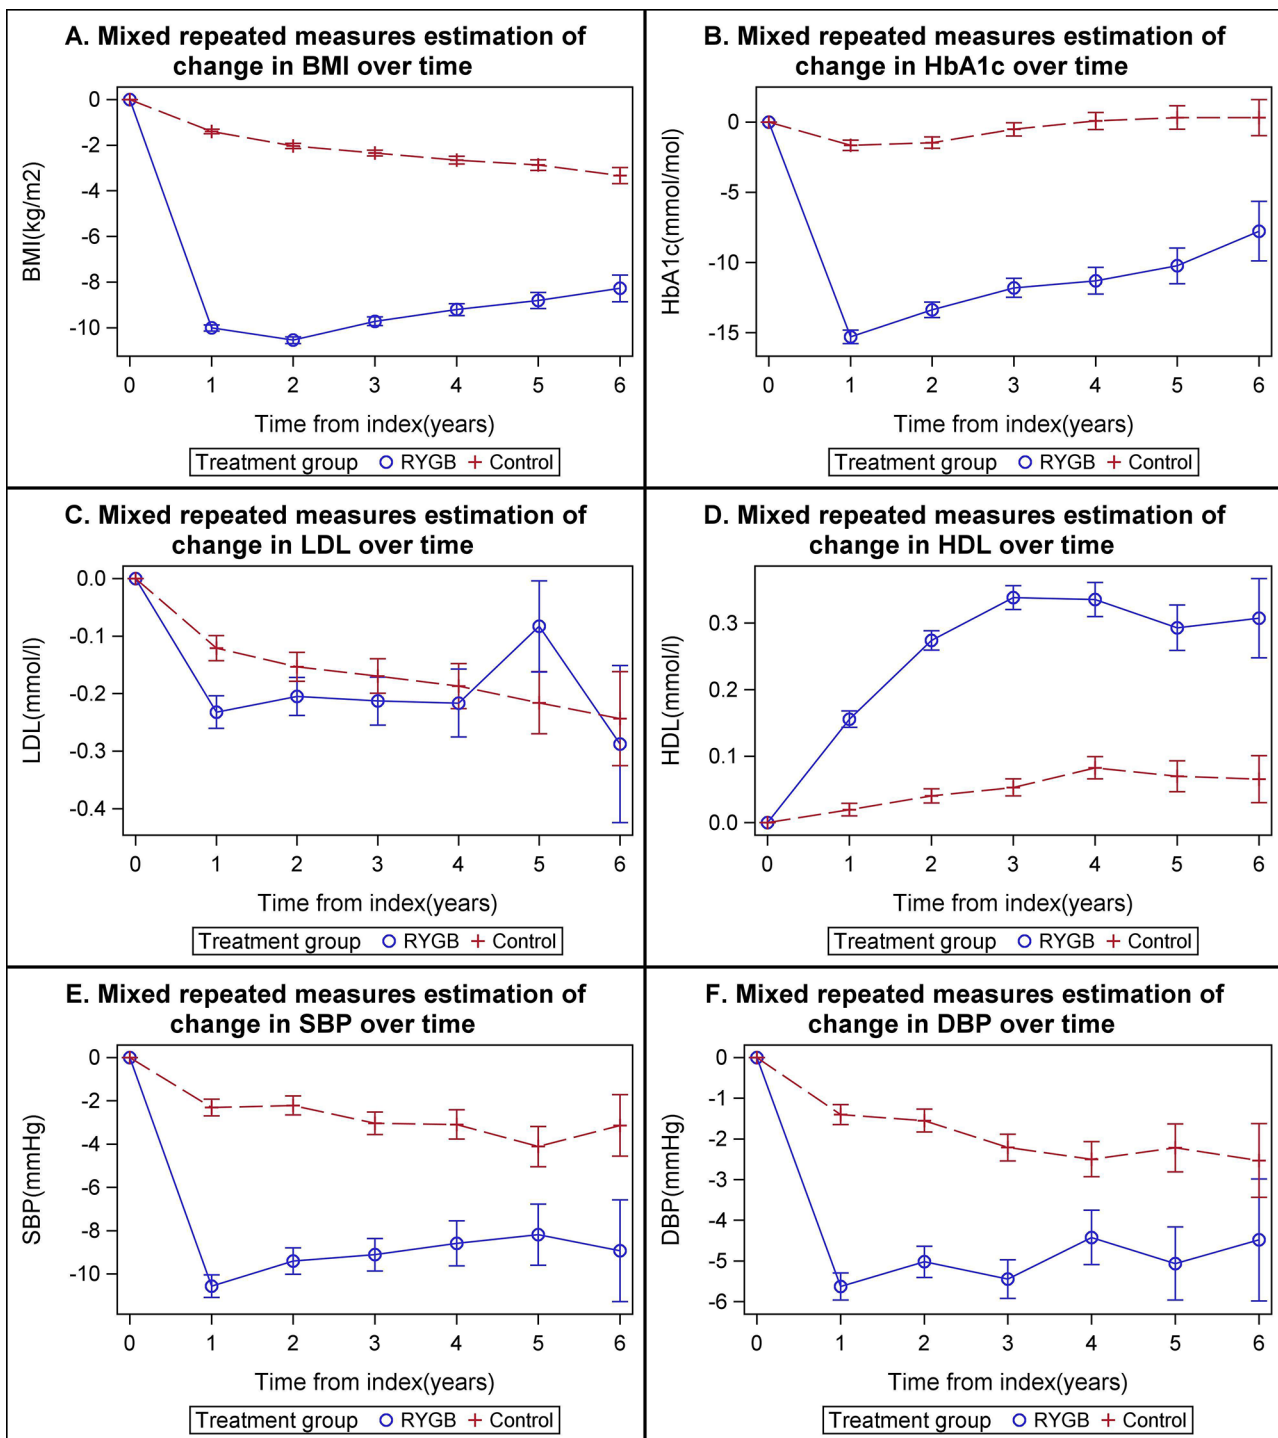 A. Mixed repeated measures estimation of
change in BMI over time
BMI(kg/m2)
0
-2
-4
-6
-8
-10
0 1 2 3 4 5 6
Time from index(years)
Treatment group RYGB Control
B. Mixed repeated measures estimation of
change in HbA1c over time
HbA1c(mmol/mol)
0
-5
-10
-15
0 1 2 3 4 5 6
Time from index(years)
Treatment group RYGB Control
C. Mixed repeated measures estimation of
change in LDL over time
LDL(mmol/l)
0.0
-0.1
-0.2
-0.3
-0.4
0 1 2 3 4 5 6
Time from index(years)
Treatment group RYGB Control
D. Mixed repeated measures estimation of
change in HDL over time
HDL(mmol/l)
0.3
0.2
0.1
0.0
0 1 2 3 4 5 6
Time from index(years)
Treatment group RYGB Control
E. Mixed repeated measures estimation of
change in SBP over time
SBP(mmHg)
0
-2
-4
-6
-8
-10
0 1 2 3 4 5 6
Time from index(years)
Treatment group RYGB Control
F. Mixed repeated measures estimation of
change in DBP over time
DBP(mmHg)
0
-1
-2
-3
-4
-5
-6
0 1 2 3 4 5 6
Time from index(years)
Treatment group RYGB Control